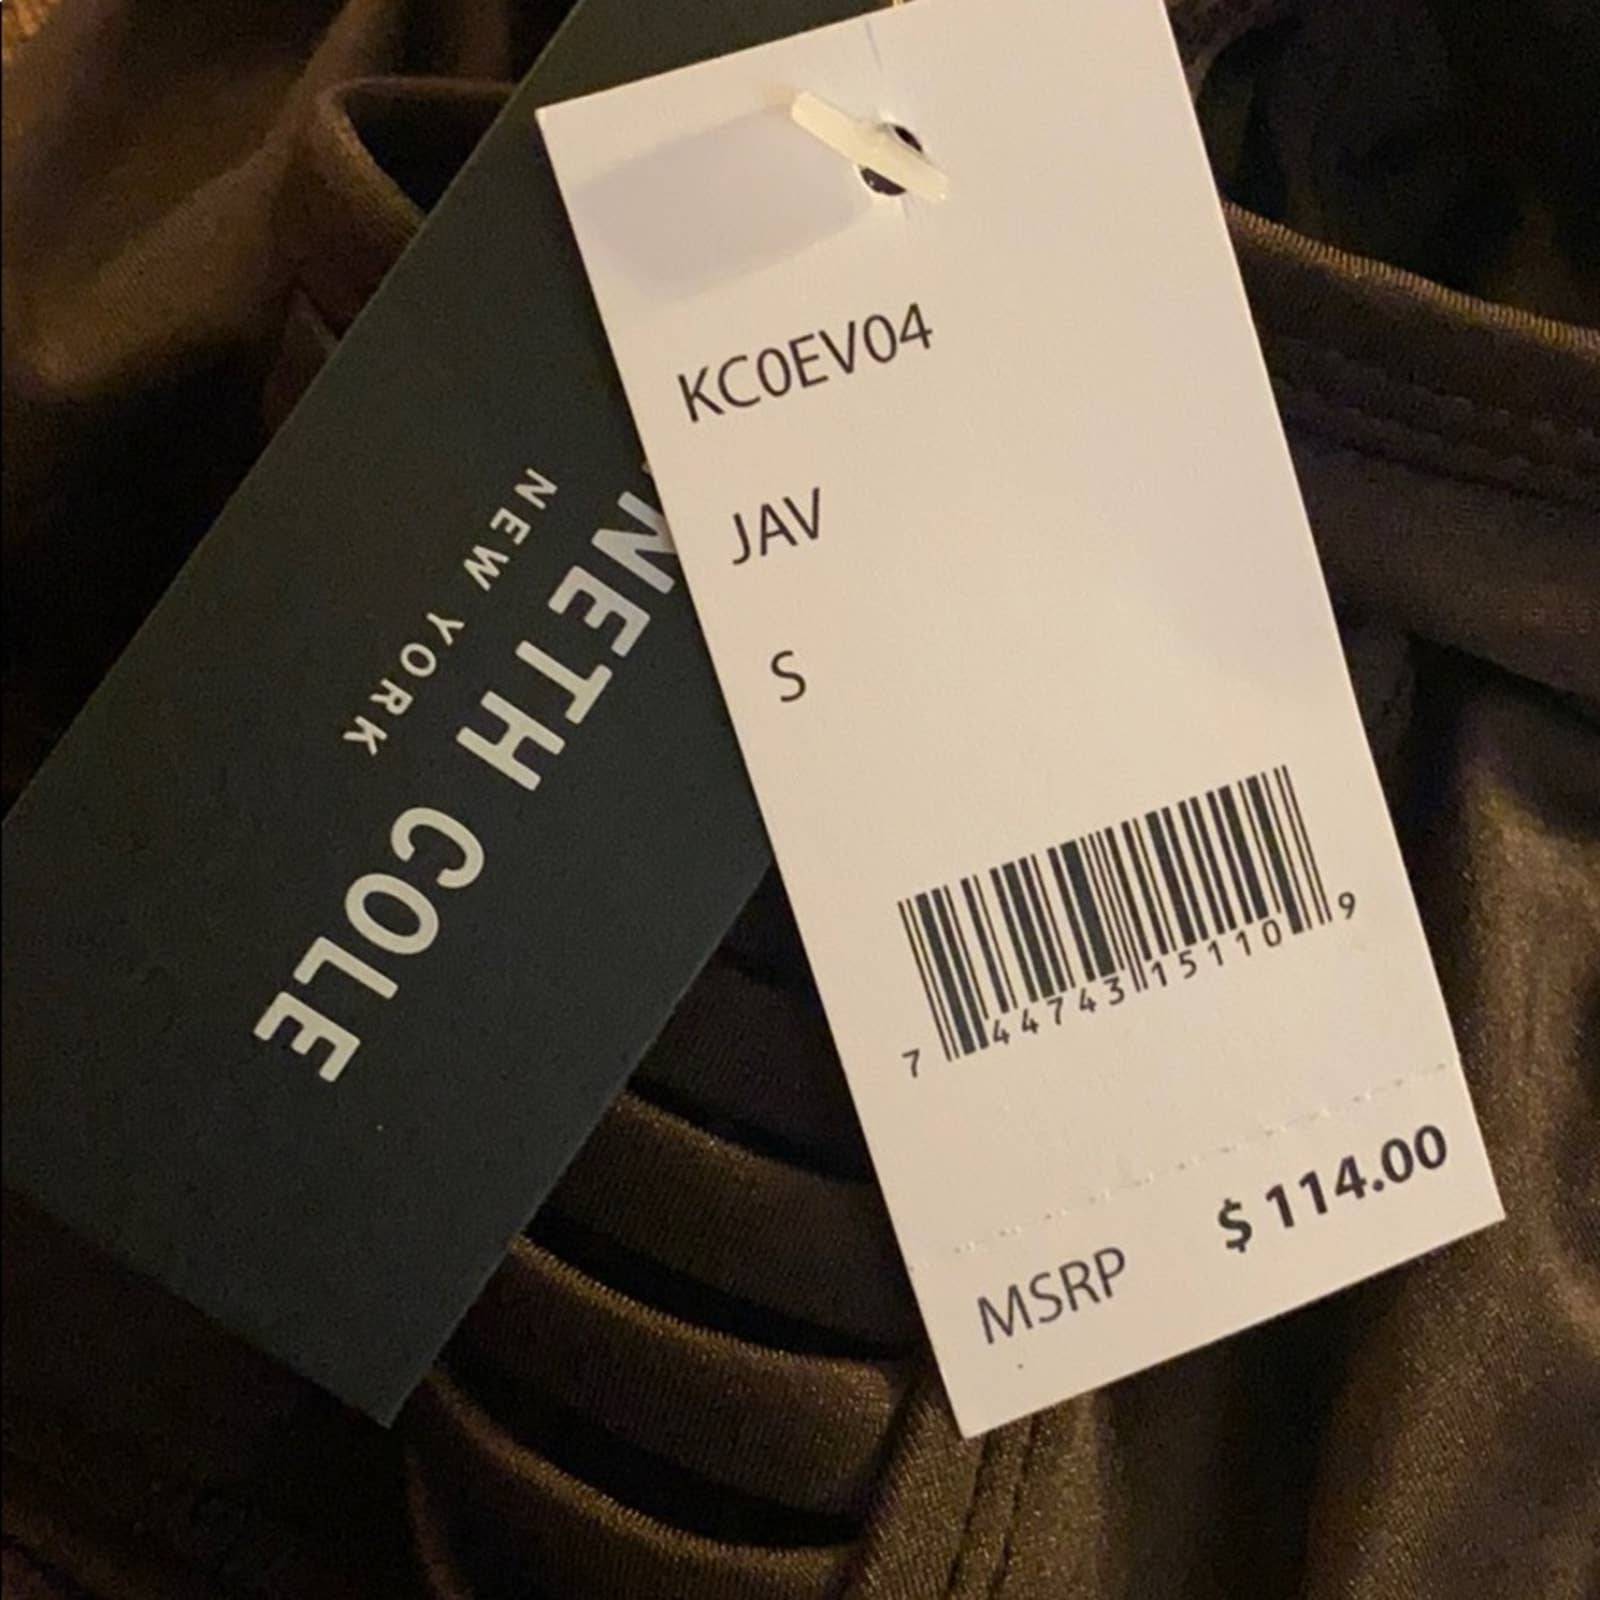 KC0EV04
JAV
S
7 44743 15110 9
MSRP $ 114.00
NETH COLE
NEW YORK